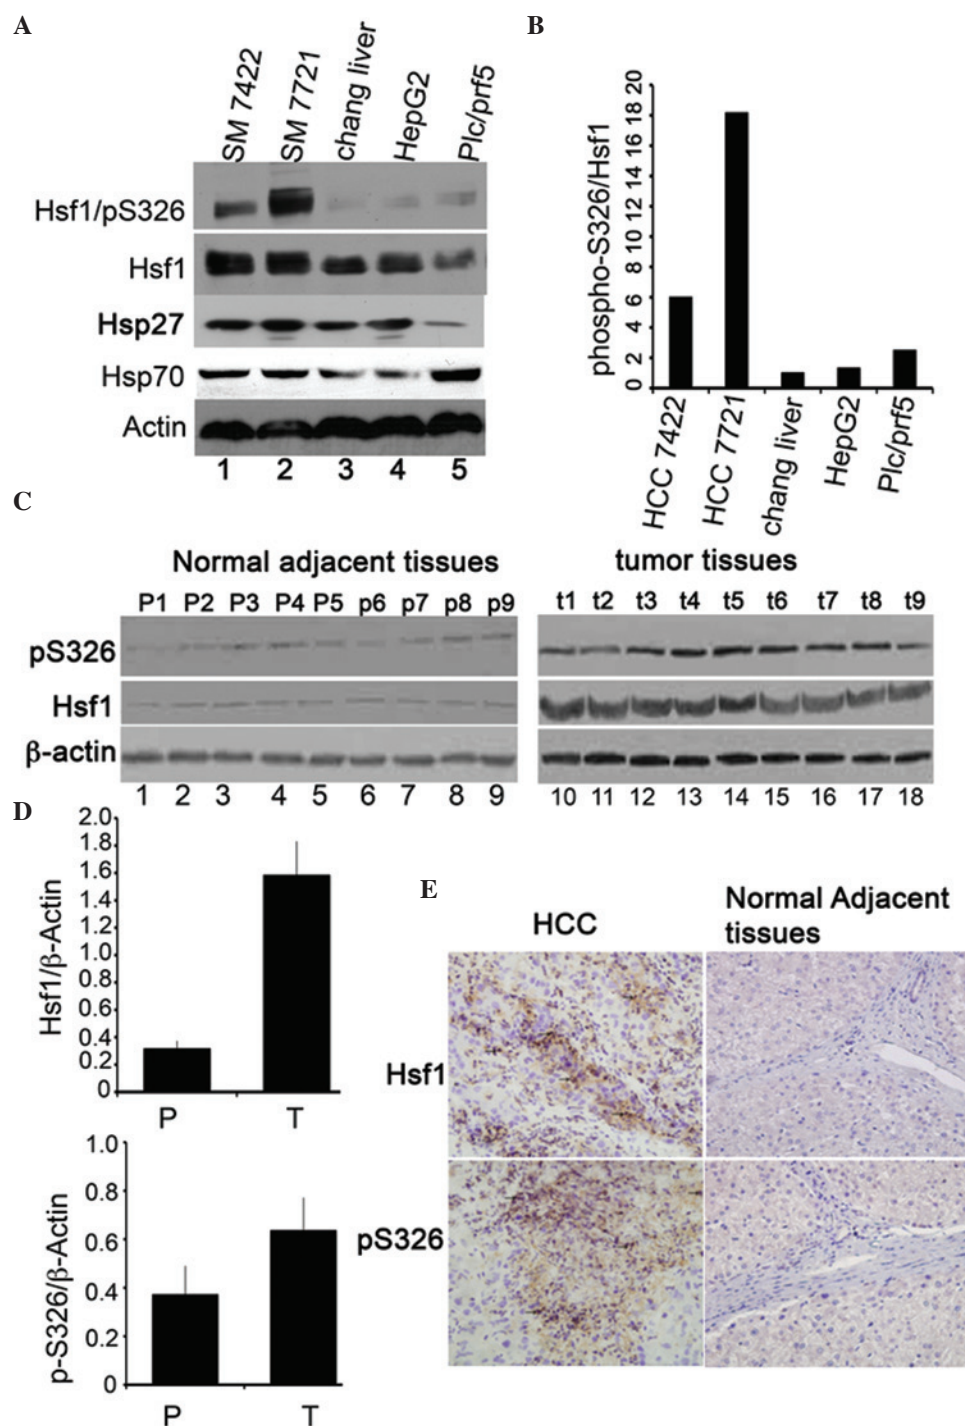 A
SM 7422
SM 7721
chang liver
HepG2
Plc/prf5
Hsf1/pS326
Hsf1
Hsp27
Hsp70
Actin
1 2 3 4 5
B
phospho-S326/Hsf1
20
18
16
14
12
10
8
6
4
2
0
HCC 7422
HCC 7721
chang liver
HepG2
Plc/prf5
C
Normal adjacent tissues
P1 P2 P3 P4 P5 p6 p7 p8 p9
tumor tissues
t1 t2 t3 t4 t5 t6 t7 t8 t9
pS326
Hsf1
β-actin
1 2 3 4 5 6 7 8 9
10 11 12 13 14 15 16 17 18
D
Hsf1/β-Actin
2.0
1.8
1.6
1.4
1.2
1.0
0.8
0.6
0.4
0.2
0
P T
p-S326/β-Actin
1.0
0.8
0.6
0.4
0.2
0
P T
E
HCC
Normal Adjacent
tissues
Hsf1
pS326